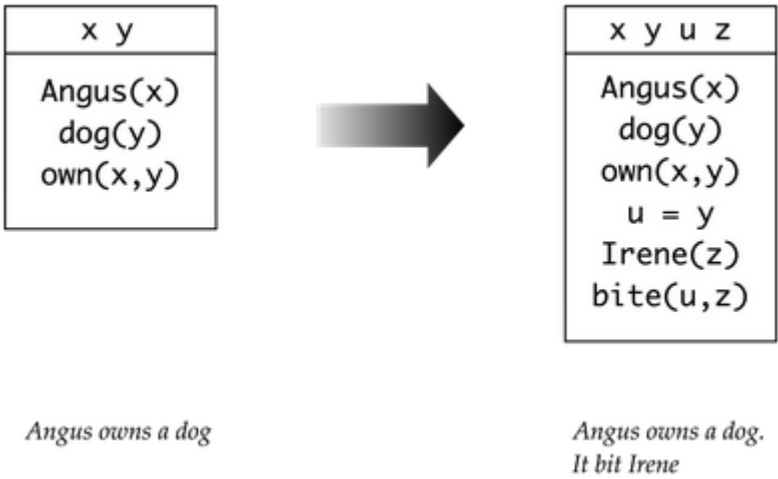 x y
Angus(x)
dog(y)
own(x,y)
Angus owns a dog
x y u z
Angus(x)
dog(y)
own(x,y)
u = y
Irene(z)
bite(u,z)
Angus owns a dog.
It bit Irene